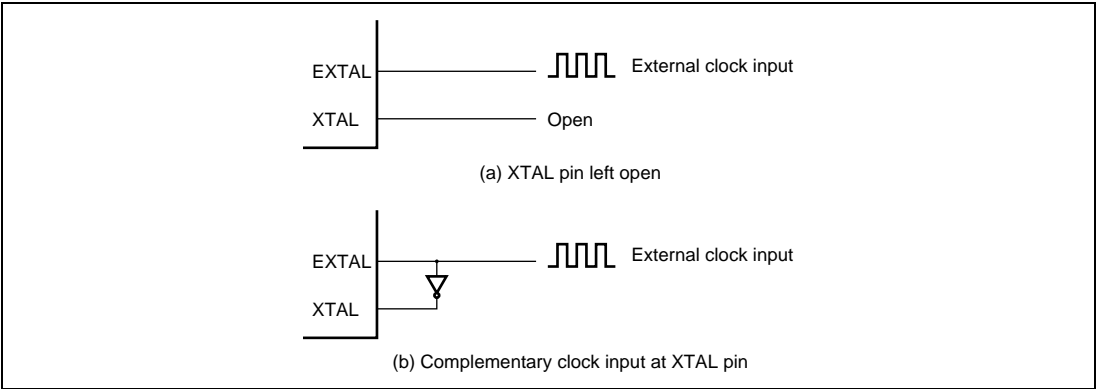 EXTAL External clock input
XTAL Open
(a) XTAL pin left open
EXTAL External clock input
XTAL
(b) Complementary clock input at XTAL pin